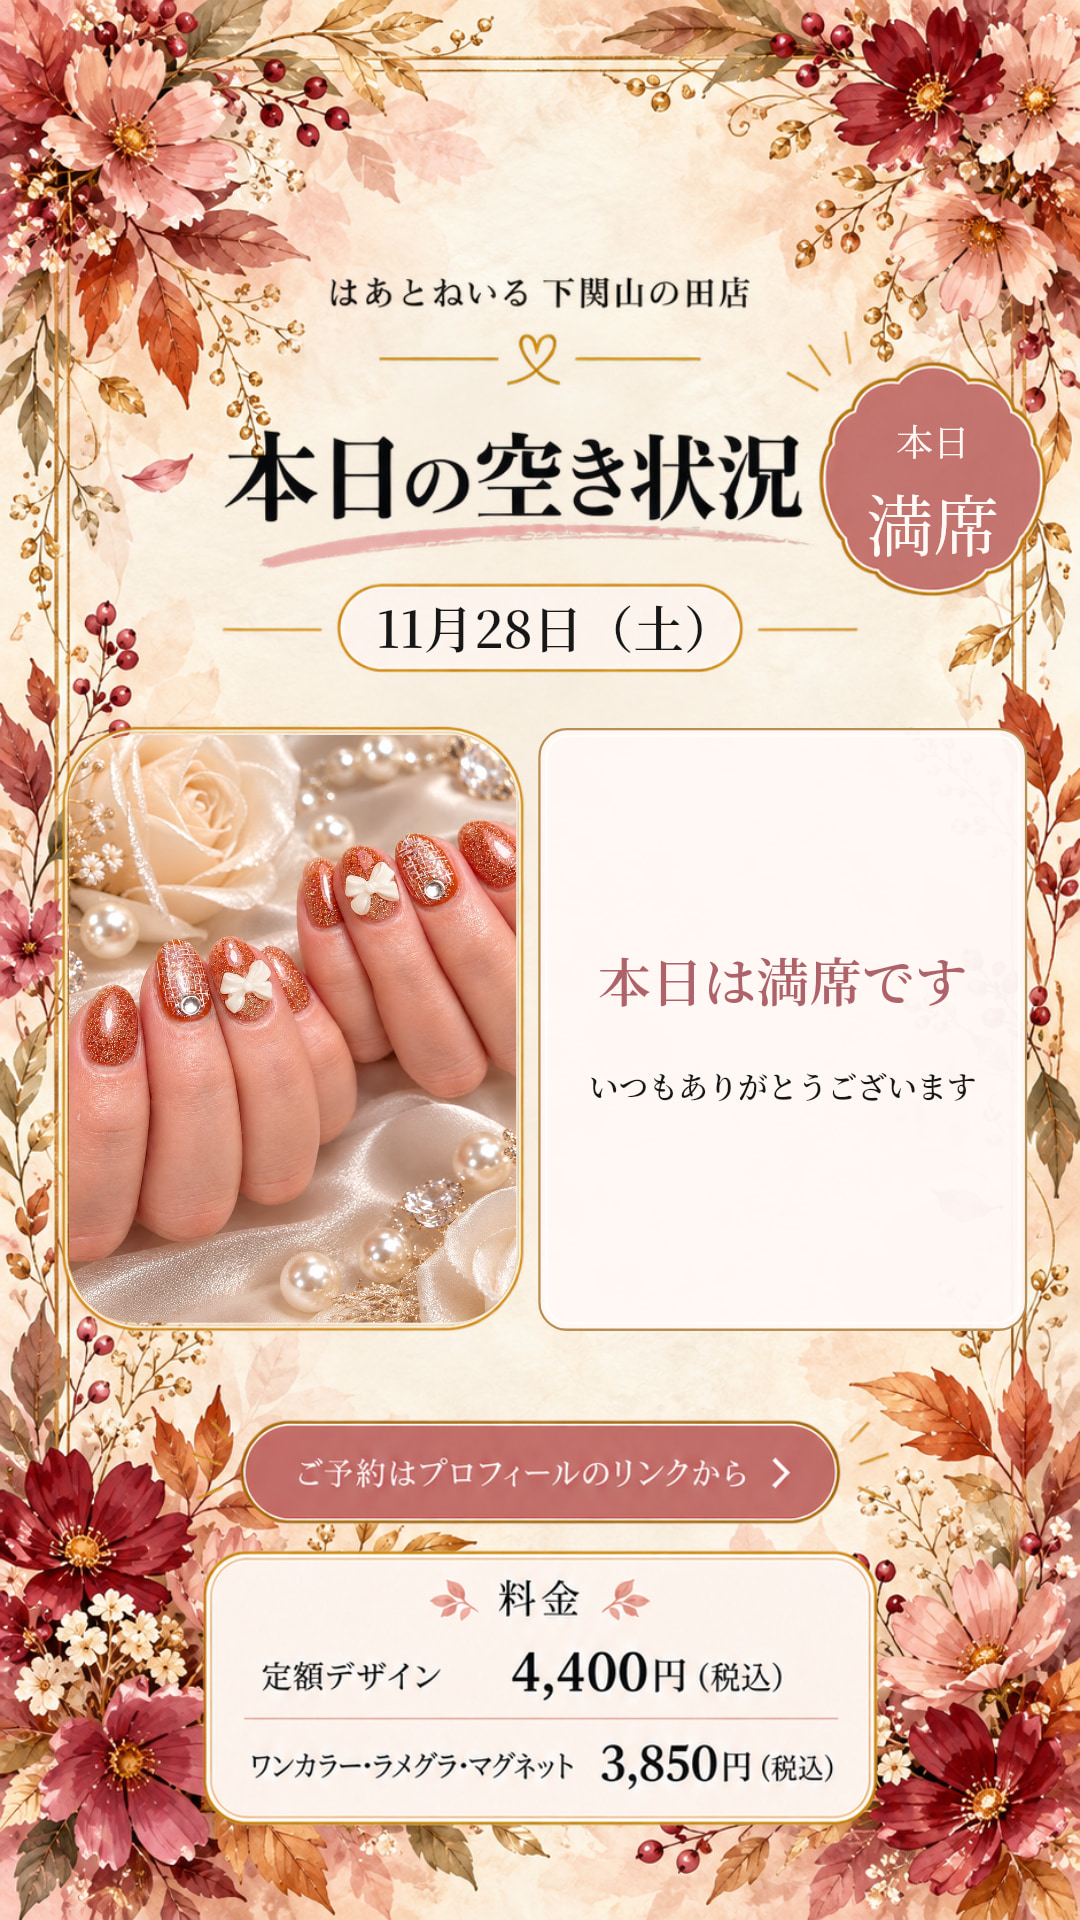 はあとねいる 下関山の田店
本日の空き状況
本日
満席
11月28日（土）
本日は満席です
いつもありがとうございます
ご予約はプロフィールのリンクから
料金
定額デザイン 4,400円 (税込)
ワンカラー・ラメグラ・マグネット 3,850円 (税込)